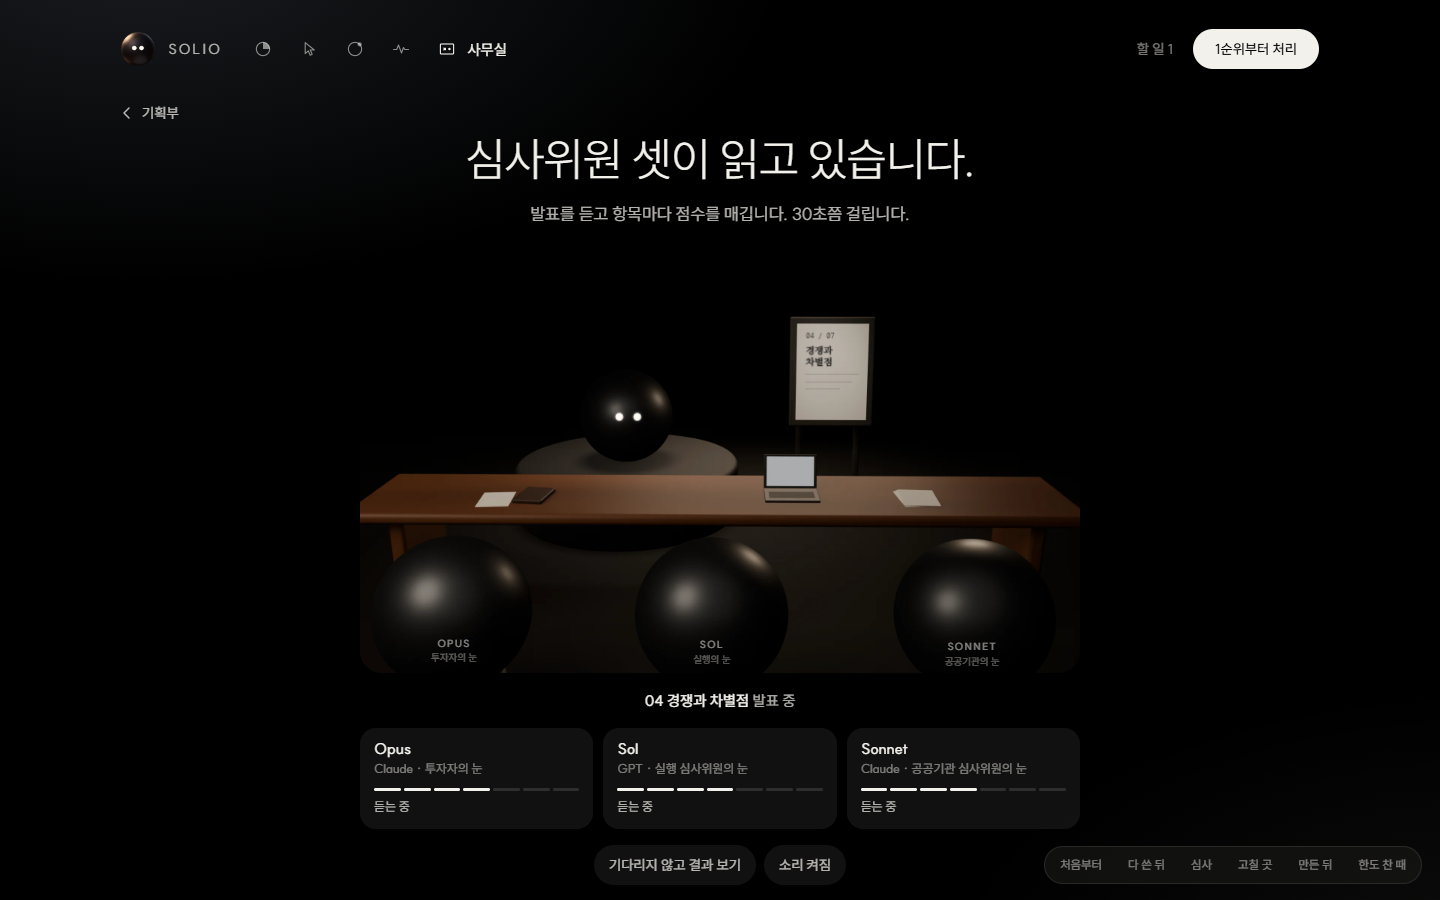 SOLIO
사무실
할 일 1
1순위부터 처리
기획부
심사위원 셋이 읽고 있습니다.
발표를 듣고 항목마다 점수를 매깁니다. 30초쯤 걸립니다.
04 / 07
경쟁과
차별점
OPUS
투자자의 눈
SOL
실행의 눈
SONNET
공공기관의 눈
04 경쟁과 차별점 발표 중
Opus
Claude · 투자자의 눈
듣는 중
Sol
GPT · 실행 심사위원의 눈
듣는 중
Sonnet
Claude · 공공기관 심사위원의 눈
듣는 중
기다리지 않고 결과 보기
소리 켜짐
처음부터
다 쓴 뒤
심사
고칠 곳
만든 뒤
한도 찬 때